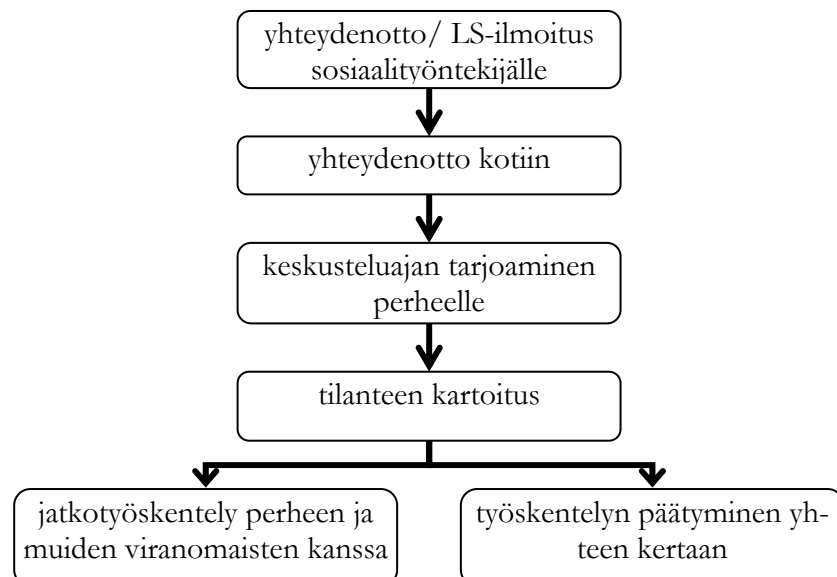 yhteydenotto/ LS-ilmoitus
sosiaalityöntekijälle
yhteydenotto kotiin
keskusteluajan tarjoaminen
perheelle
tilanteen kartoitus
jatkotyöskentely perheen ja
muiden viranomaisten kanssa
työskentelyn päätyminen yh-
teen kertaan